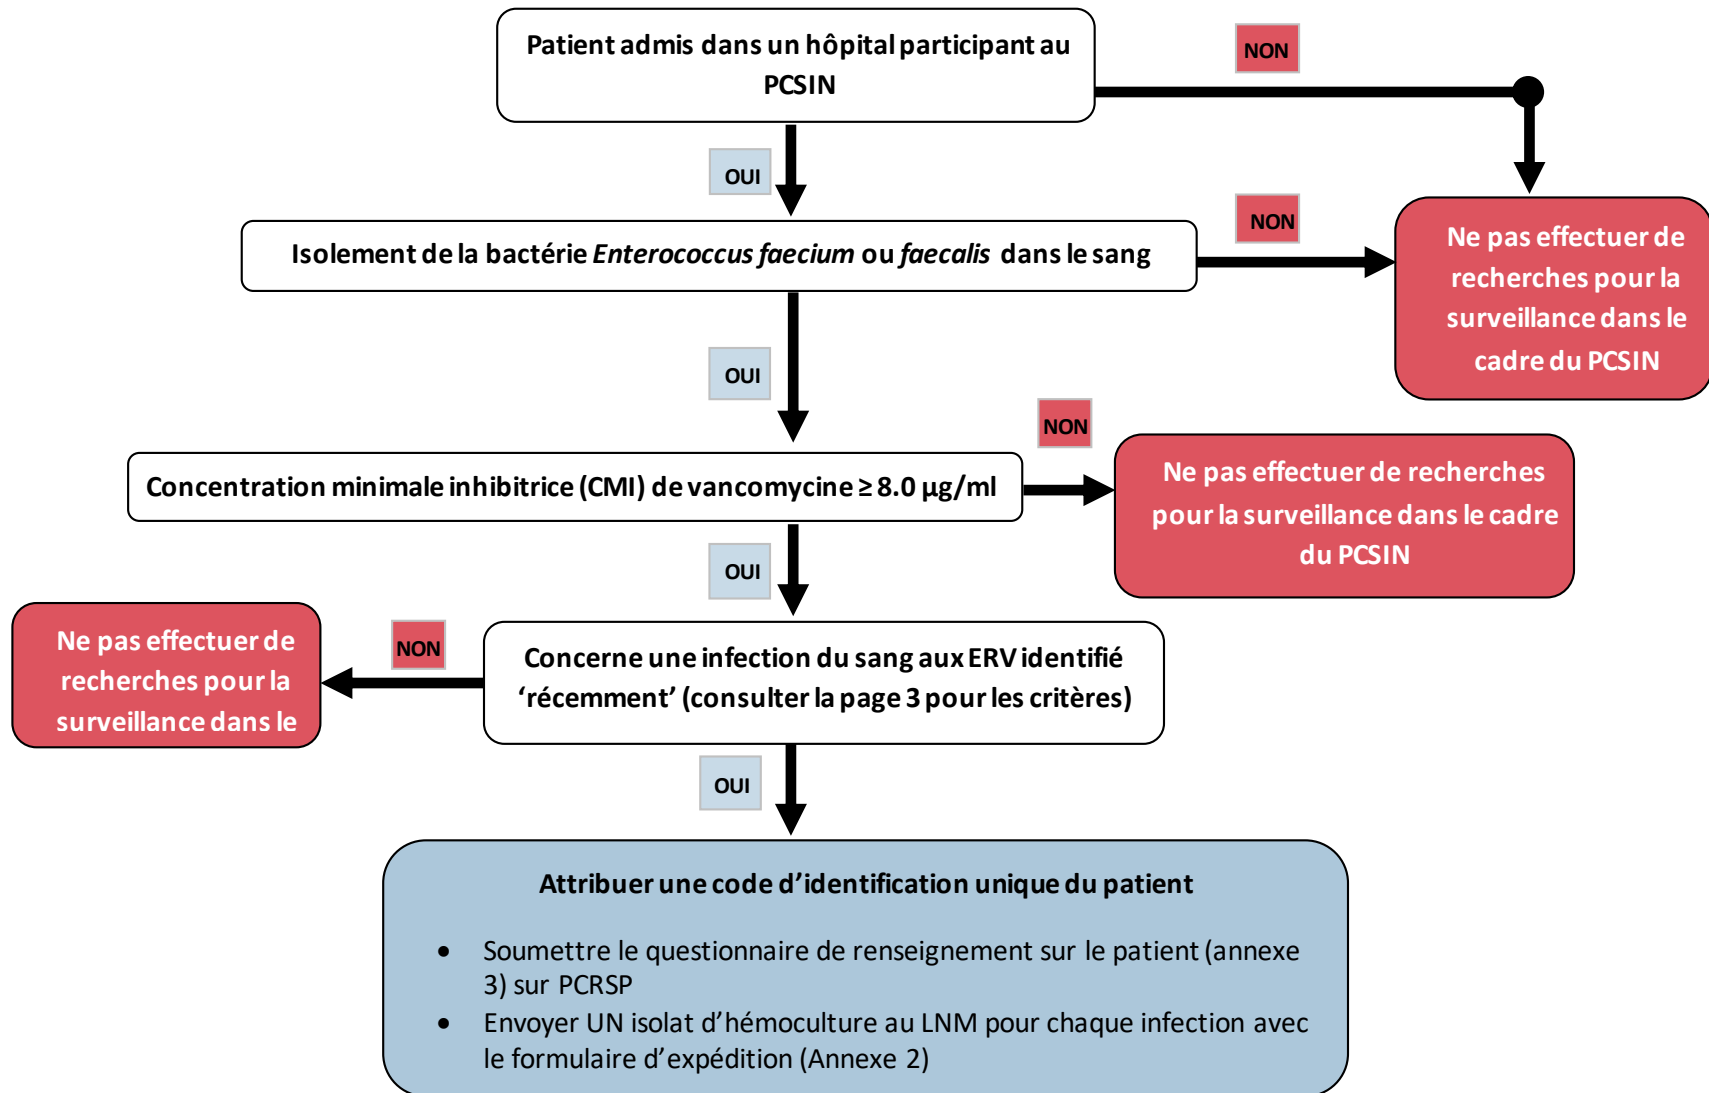 Patient admis dans un hôpital participant au
PCSIN
NON
OUI
Isolement de la bactérie Enterococcus faecium ou faecalis dans le sang
NON
Ne pas effectuer de
recherches pour la
surveillance dans le
cadre du PCSIN
OUI
Concentration minimale inhibitrice (CMI) de vancomycine ≥ 8.0 µg/ml
NON
Ne pas effectuer de recherches
pour la surveillance dans le cadre
du PCSIN
OUI
Concerne une infection du sang aux ERV identifié
‘récemment’ (consulter la page 3 pour les critères)
NON
Ne pas effectuer de
recherches pour la
surveillance dans le
OUI
Attribuer une code d’identification unique du patient
• Soumettre le questionnaire de renseignement sur le patient (annexe
3) sur PCRSP
• Envoyer UN isolat d’hémoculture au LNM pour chaque infection avec
le formulaire d’expédition (Annexe 2)